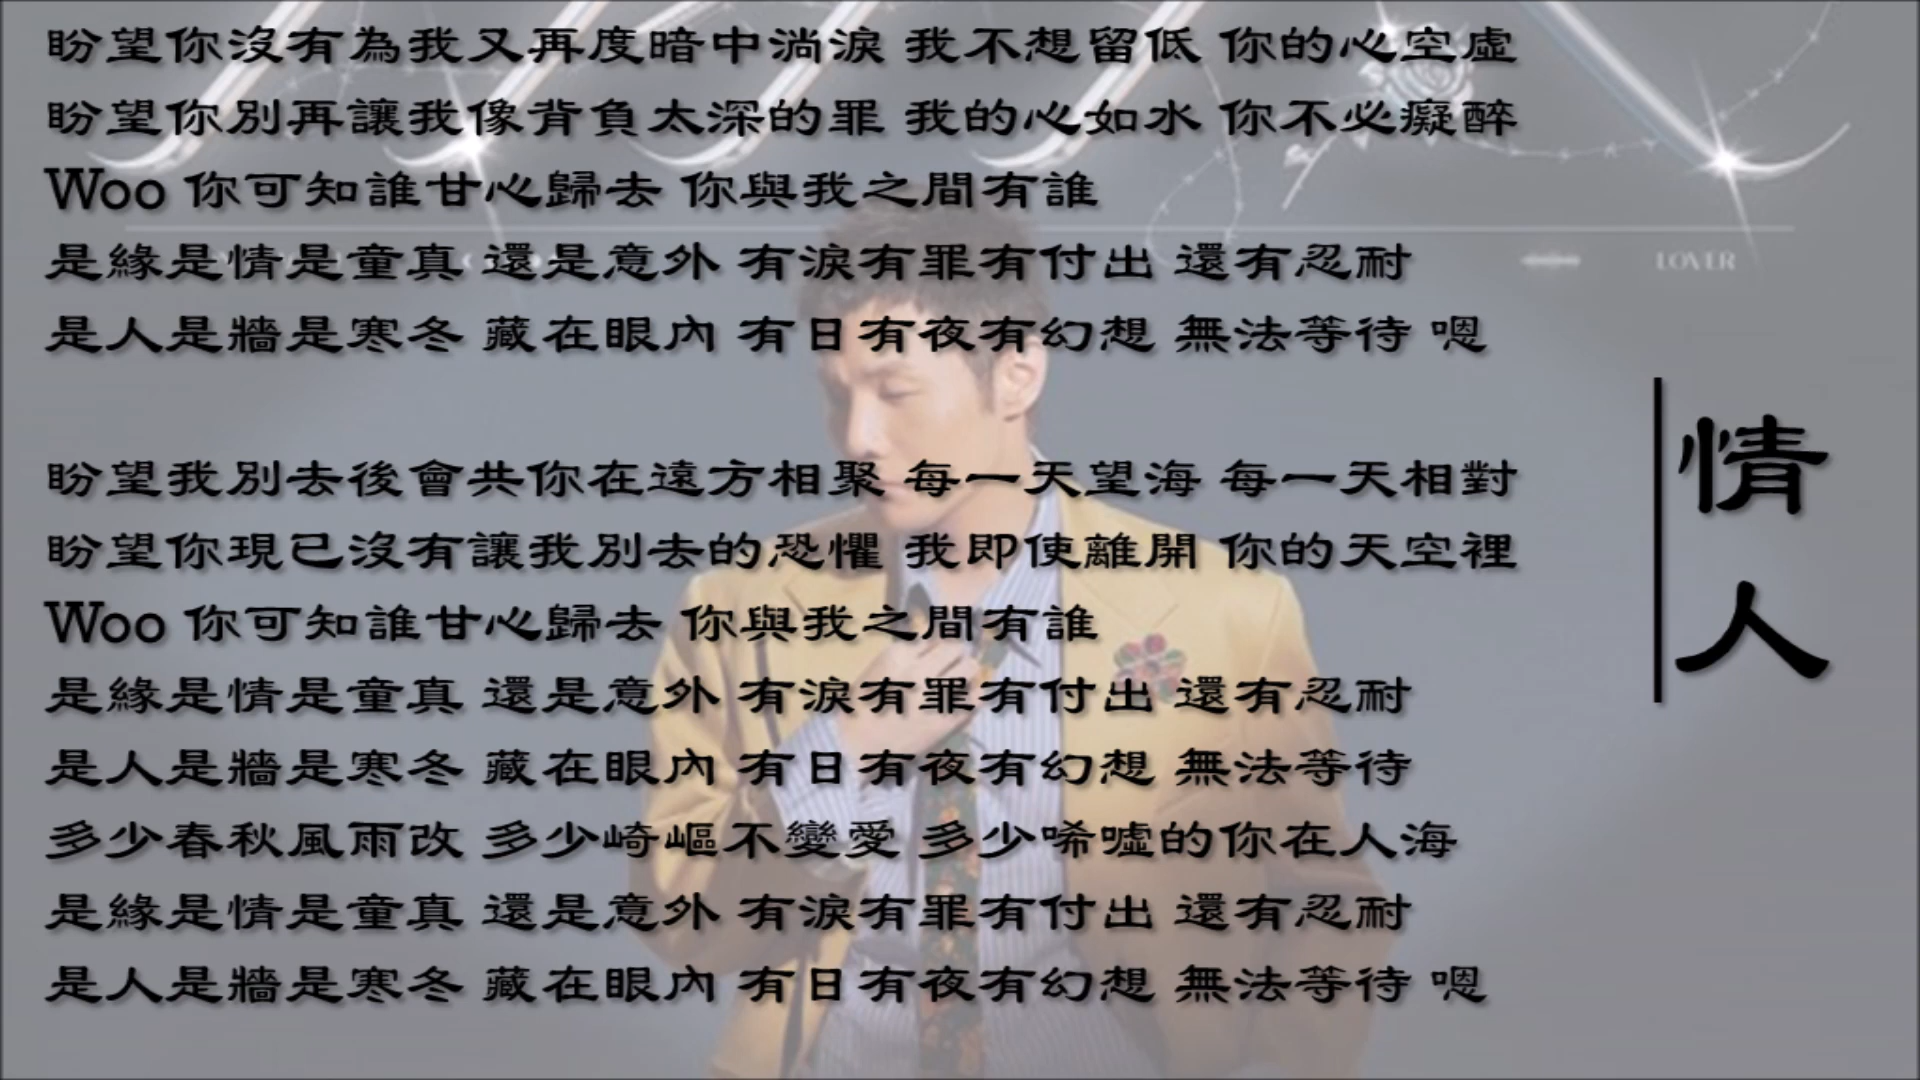 盼望你沒有為我又再度暗中淌淚 我不想留低 你的心空虛
盼望你別再讓我像背負太深的罪 我的心如水 你不必癡醉
Woo 你可知誰甘心歸去 你與我之間有誰
是緣是情是童真 還是意外 有淚有罪有付出 還有忍耐
LOVER
是人是牆是寒冬 藏在眼內 有日有夜有幻想 無法等待 嗯
盼望我別去後會共你在遠方相聚 每一天望海 每一天相對
盼望你現已沒有讓我別去的恐懼 我即使離開 你的天空裡
Woo 你可知誰甘心歸去 你與我之間有誰
是緣是情是童真 還是意外 有淚有罪有付出 還有忍耐
是人是牆是寒冬 藏在眼內 有日有夜有幻想 無法等待
多少春秋風雨改 多少崎嶇不變愛 多少唏噓的你在人海
是緣是情是童真 還是意外 有淚有罪有付出 還有忍耐
是人是牆是寒冬 藏在眼內 有日有夜有幻想 無法等待 嗯
情人